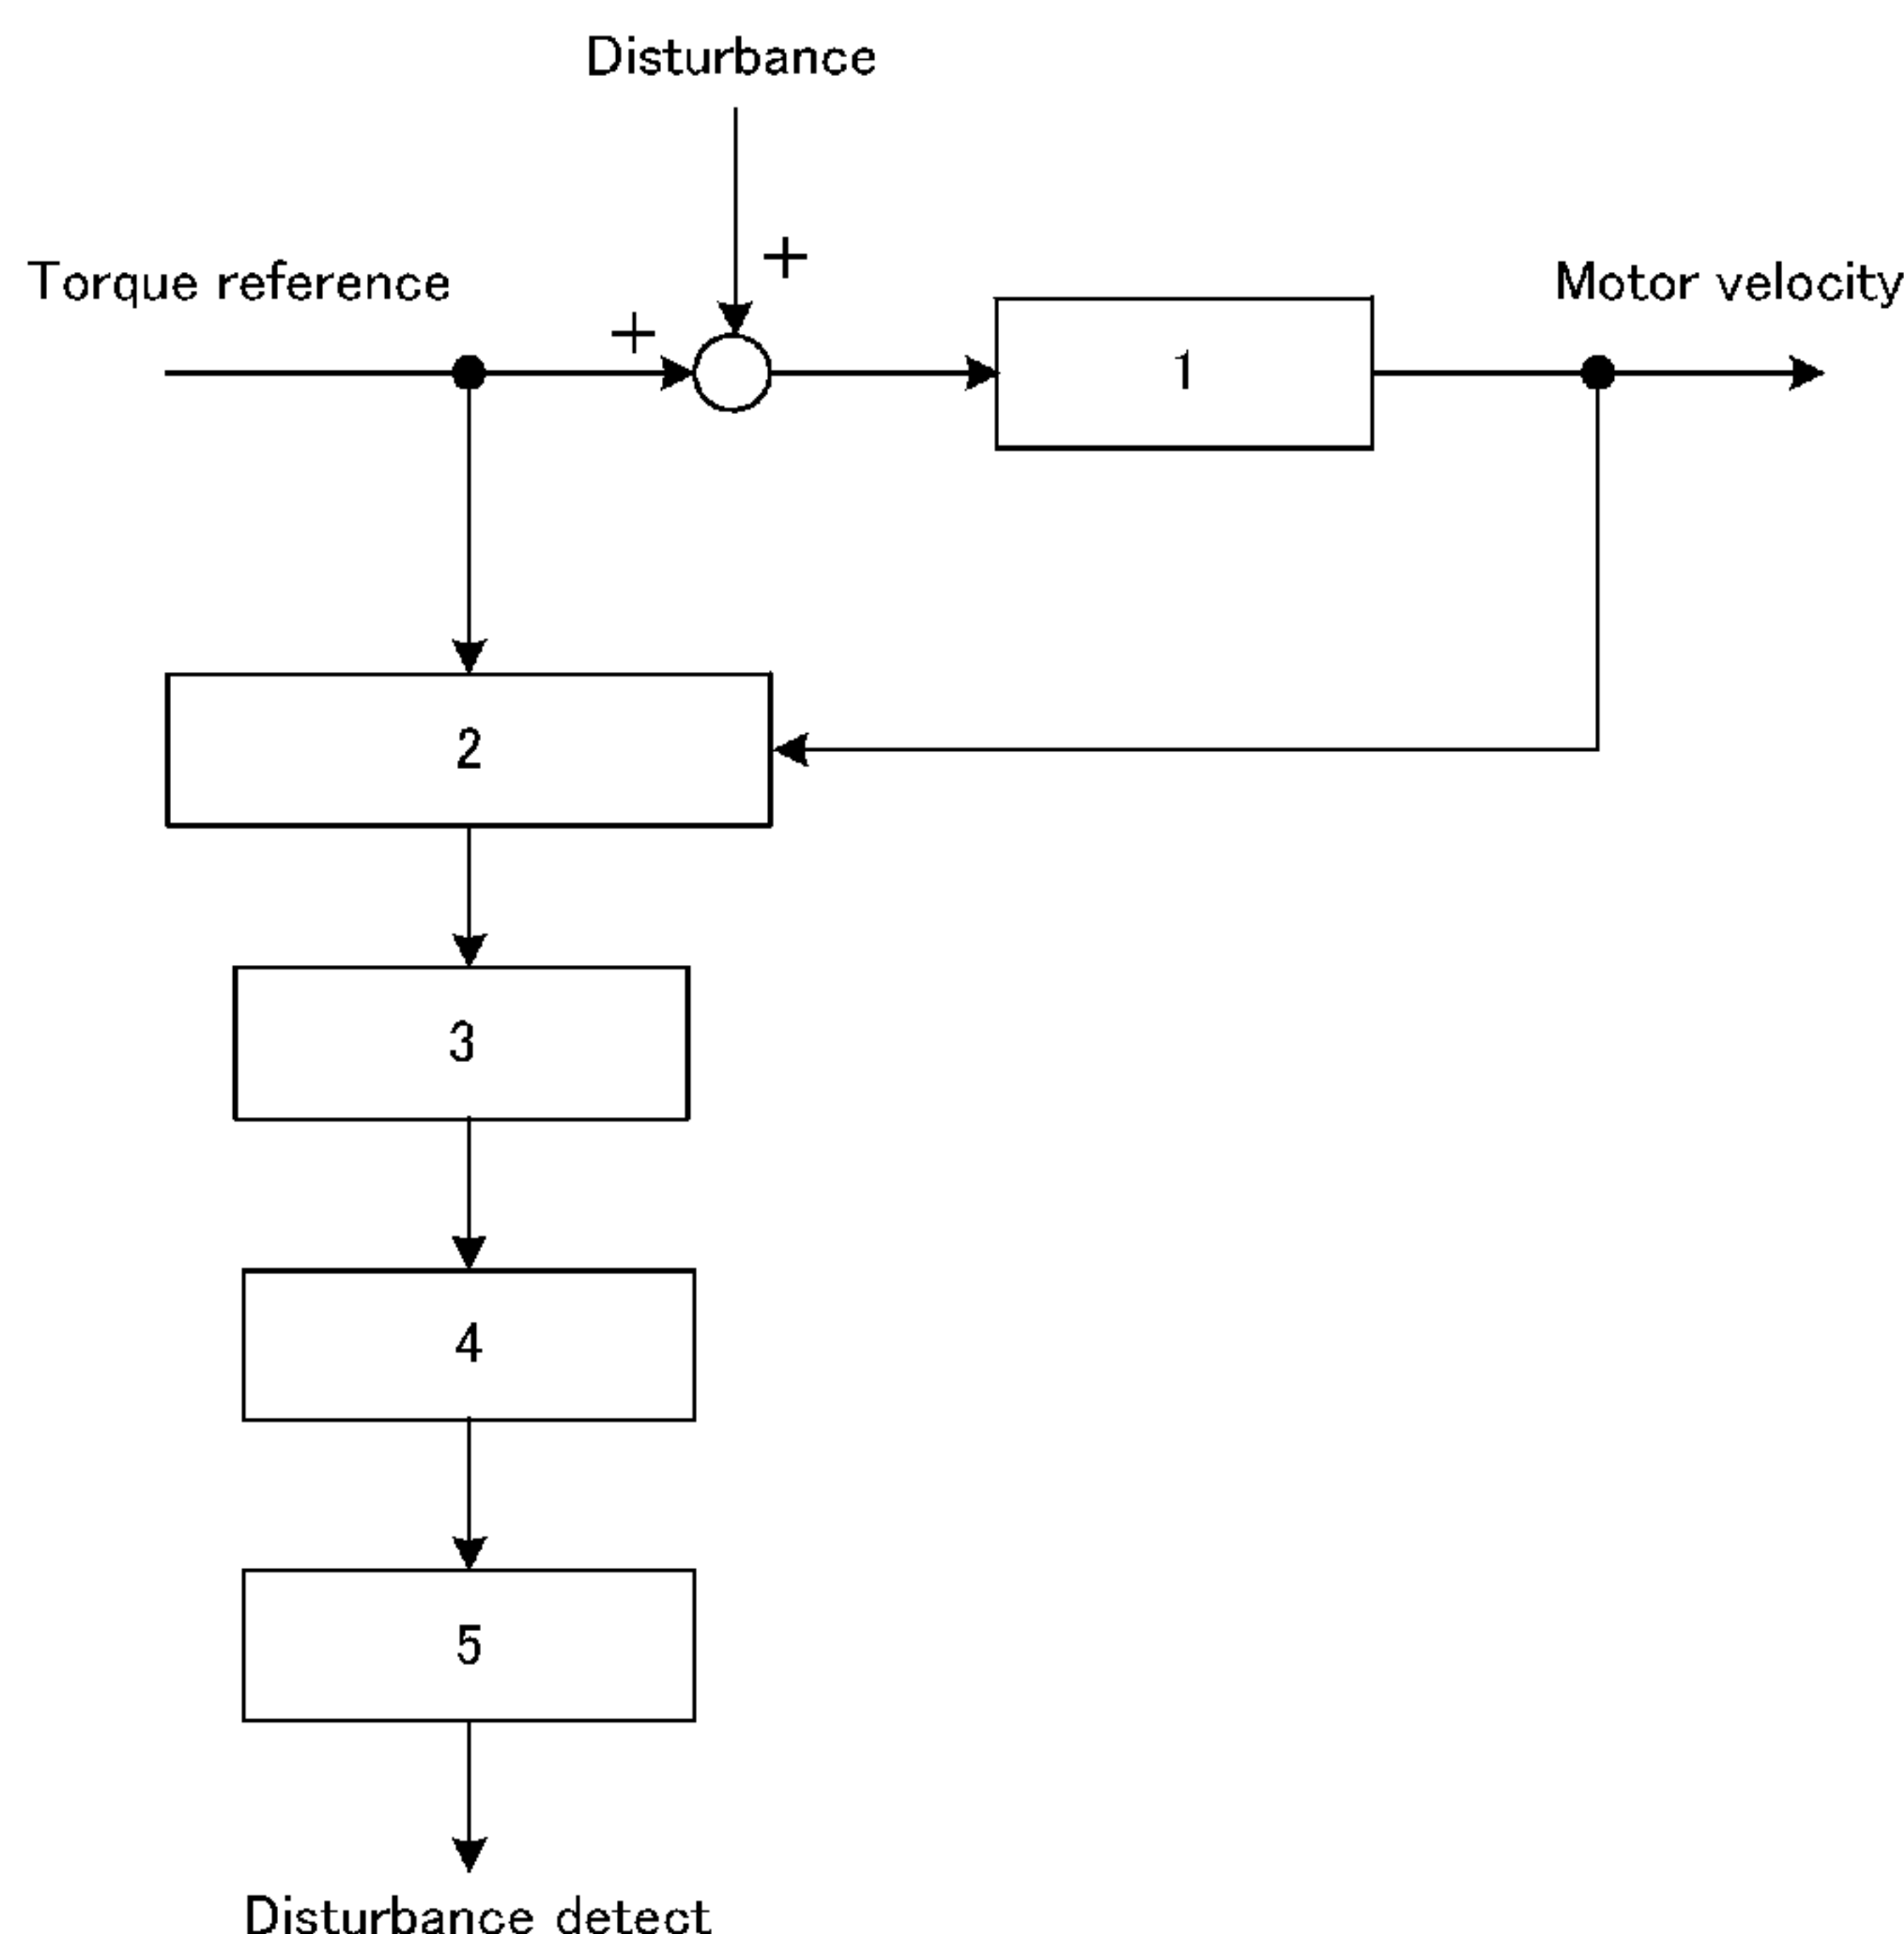 Disturbance
+
Torque reference
+
1
Motor velocity
2
3
4
5
Disturbance detect